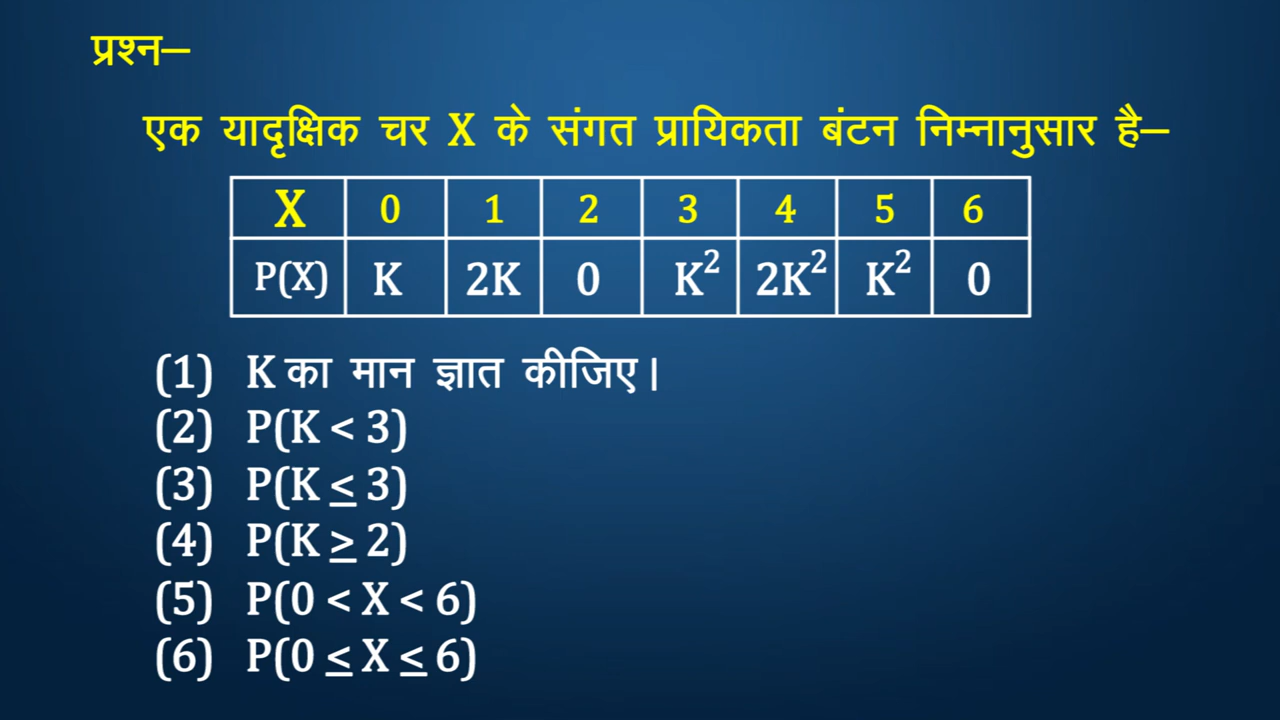 प्रश्न–
एक यादृक्षिक चर X के संगत प्रायिकता बंटन निम्नानुसार है–
X 0 1 2 3 4 5 6
P(X) K 2K 0 K² 2K² K² 0
(1) K का मान ज्ञात कीजिए।
(2) P(K < 3)
(3) P(K ≤ 3)
(4) P(K ≥ 2)
(5) P(0 < X < 6)
(6) P(0 ≤ X ≤ 6)